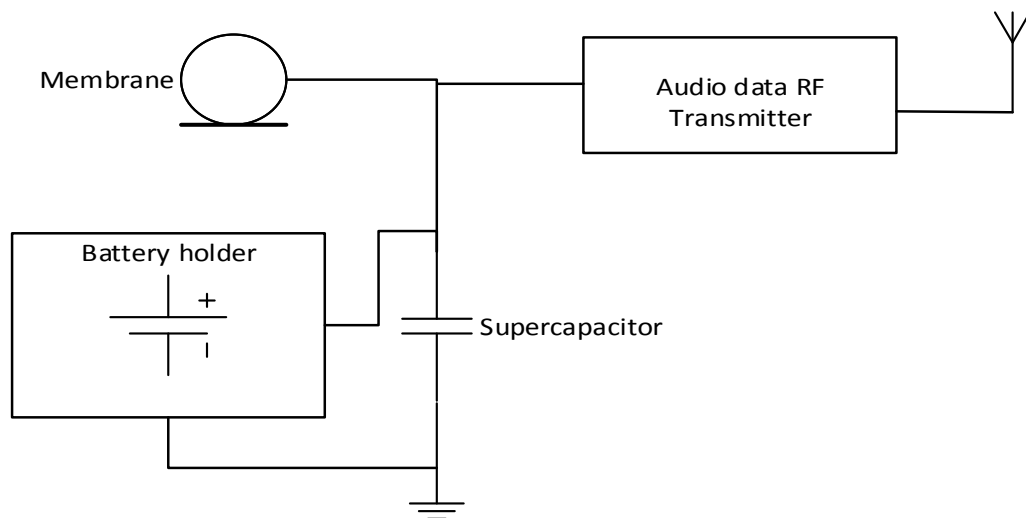 Membrane
Audio data RF
Transmitter
Battery holder
+
-
Supercapacitor